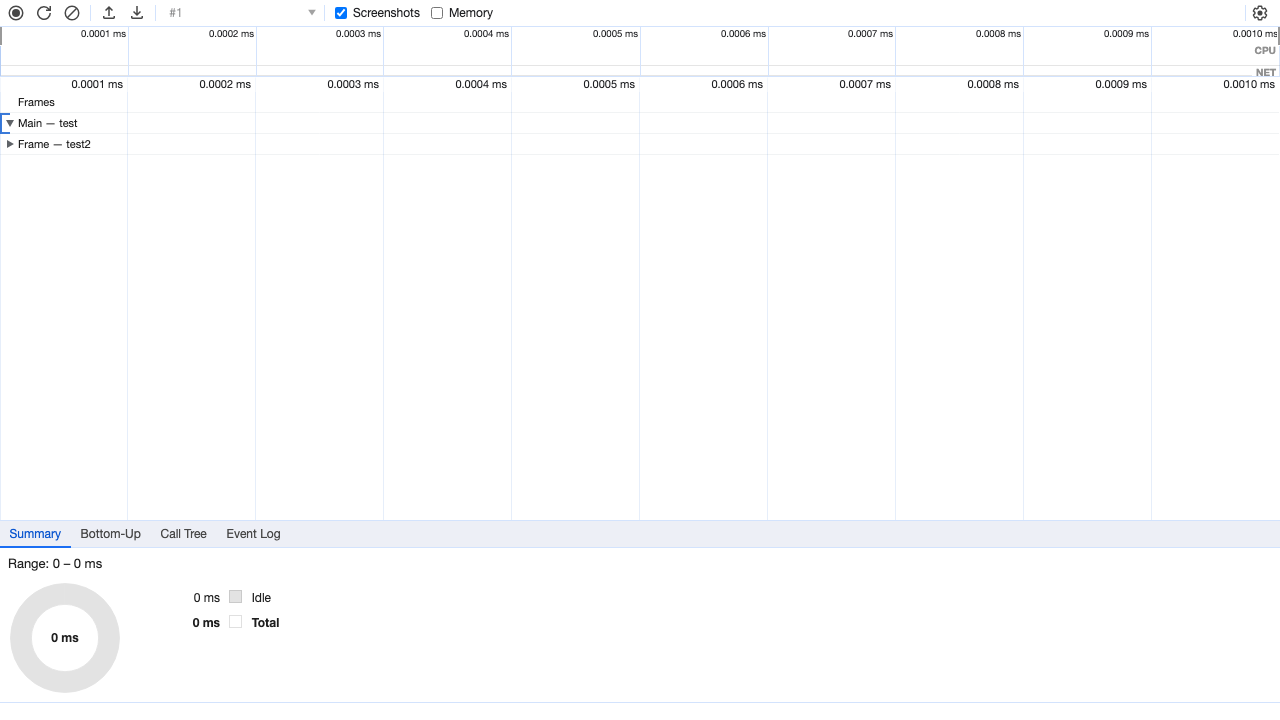 #1 Screenshots Memory
0.0001 ms 0.0002 ms 0.0003 ms 0.0004 ms 0.0005 ms 0.0006 ms 0.0007 ms 0.0008 ms 0.0009 ms 0.0010 ms
CPU
NET
0.0001 ms 0.0002 ms 0.0003 ms 0.0004 ms 0.0005 ms 0.0006 ms 0.0007 ms 0.0008 ms 0.0009 ms 0.0010 ms
Frames
Main — test
Frame — test2
Summary Bottom-Up Call Tree Event Log
Range: 0 – 0 ms
0 ms Idle
0 ms Total
0 ms